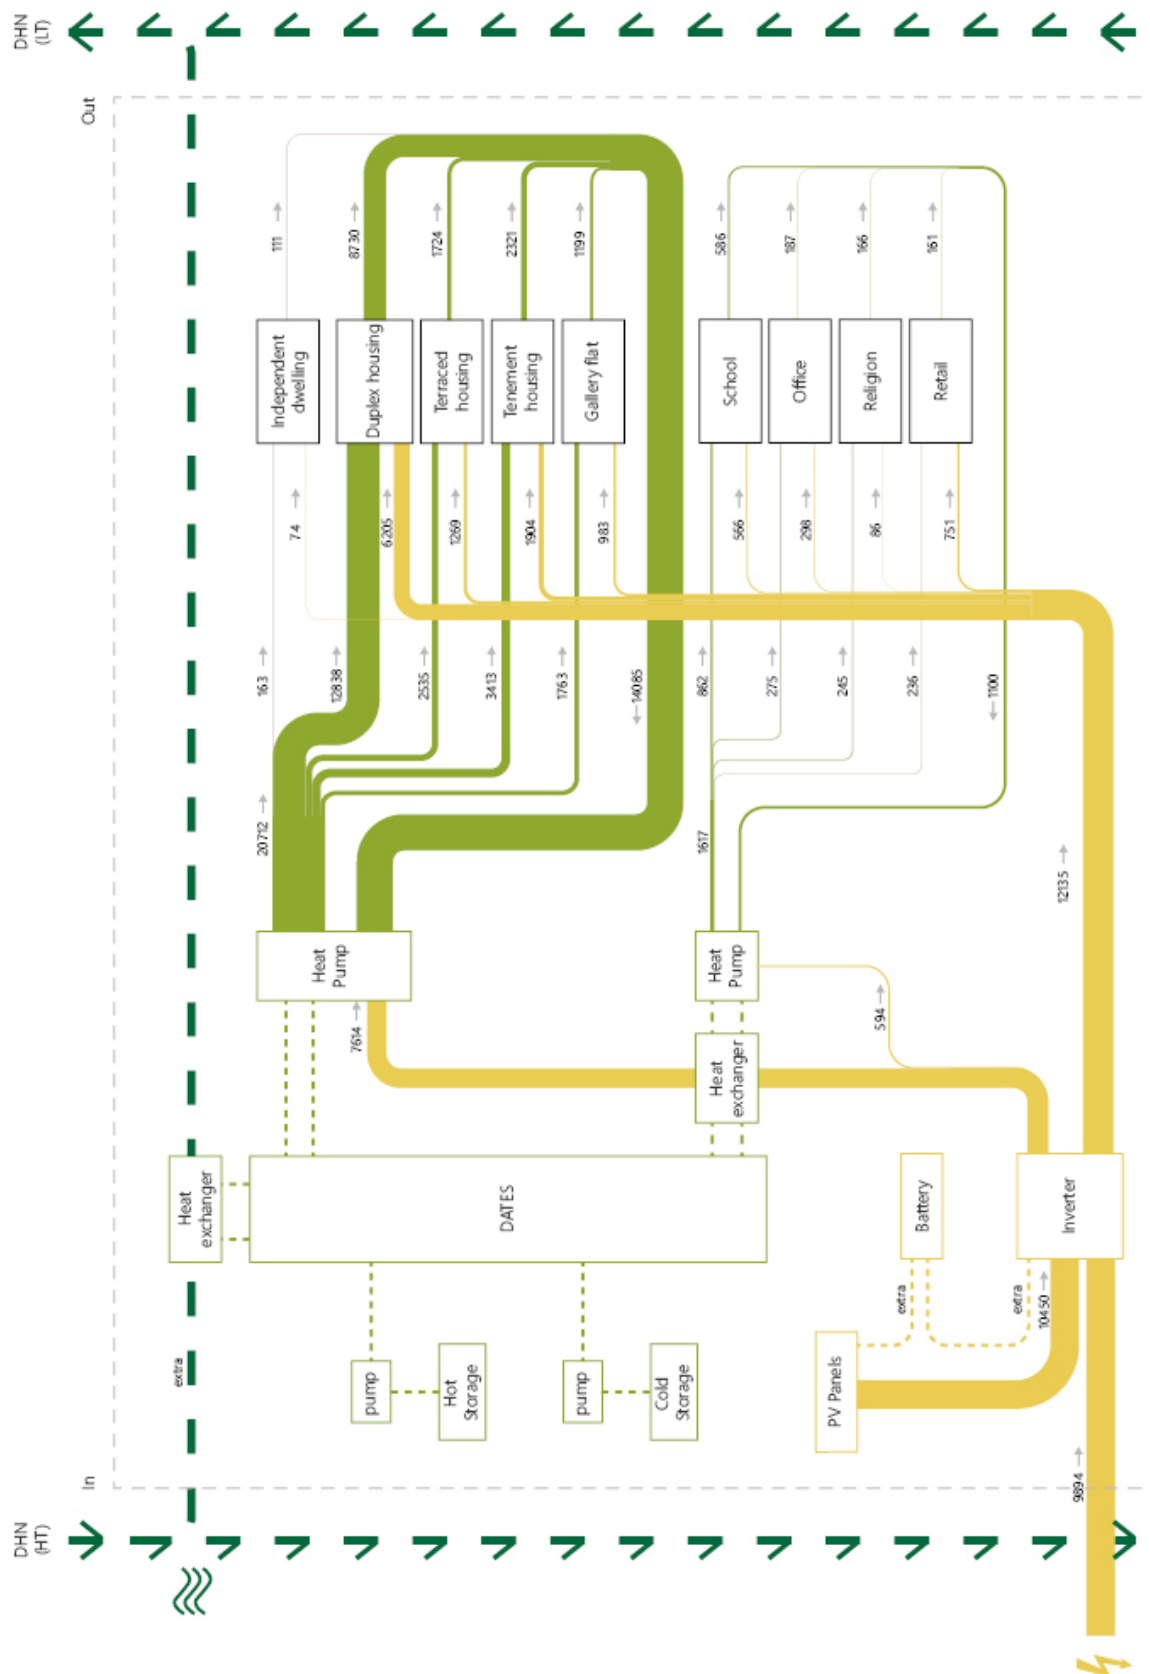 DHN
(HT)
In
extra
Heat
exchanger
DATES
pump
Hot
Storage
pump
Cold
Storage
PV Panels
Battery
extra
extra
10450
9894
Inverter
12135
Heat
Pump
7614
Heat
exchanger
Heat
Pump
594
20712
163
12838
2535
3413
1763
14085
1617
862
275
245
236
1100
74
6205
1269
1904
983
566
298
86
751
Independent
dwelling
Duplex housing
Terraced
housing
Tenement
housing
Gallery flat
School
Office
Religion
Retail
111
8730
1724
2321
1199
586
187
166
161
Out
DHN
(LT)